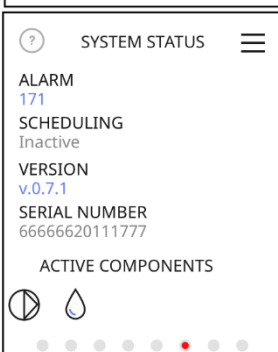 ?
SYSTEM STATUS
ALARM
171
SCHEDULING
Inactive
VERSION
v.0.7.1
SERIAL NUMBER
66666620111777
ACTIVE COMPONENTS